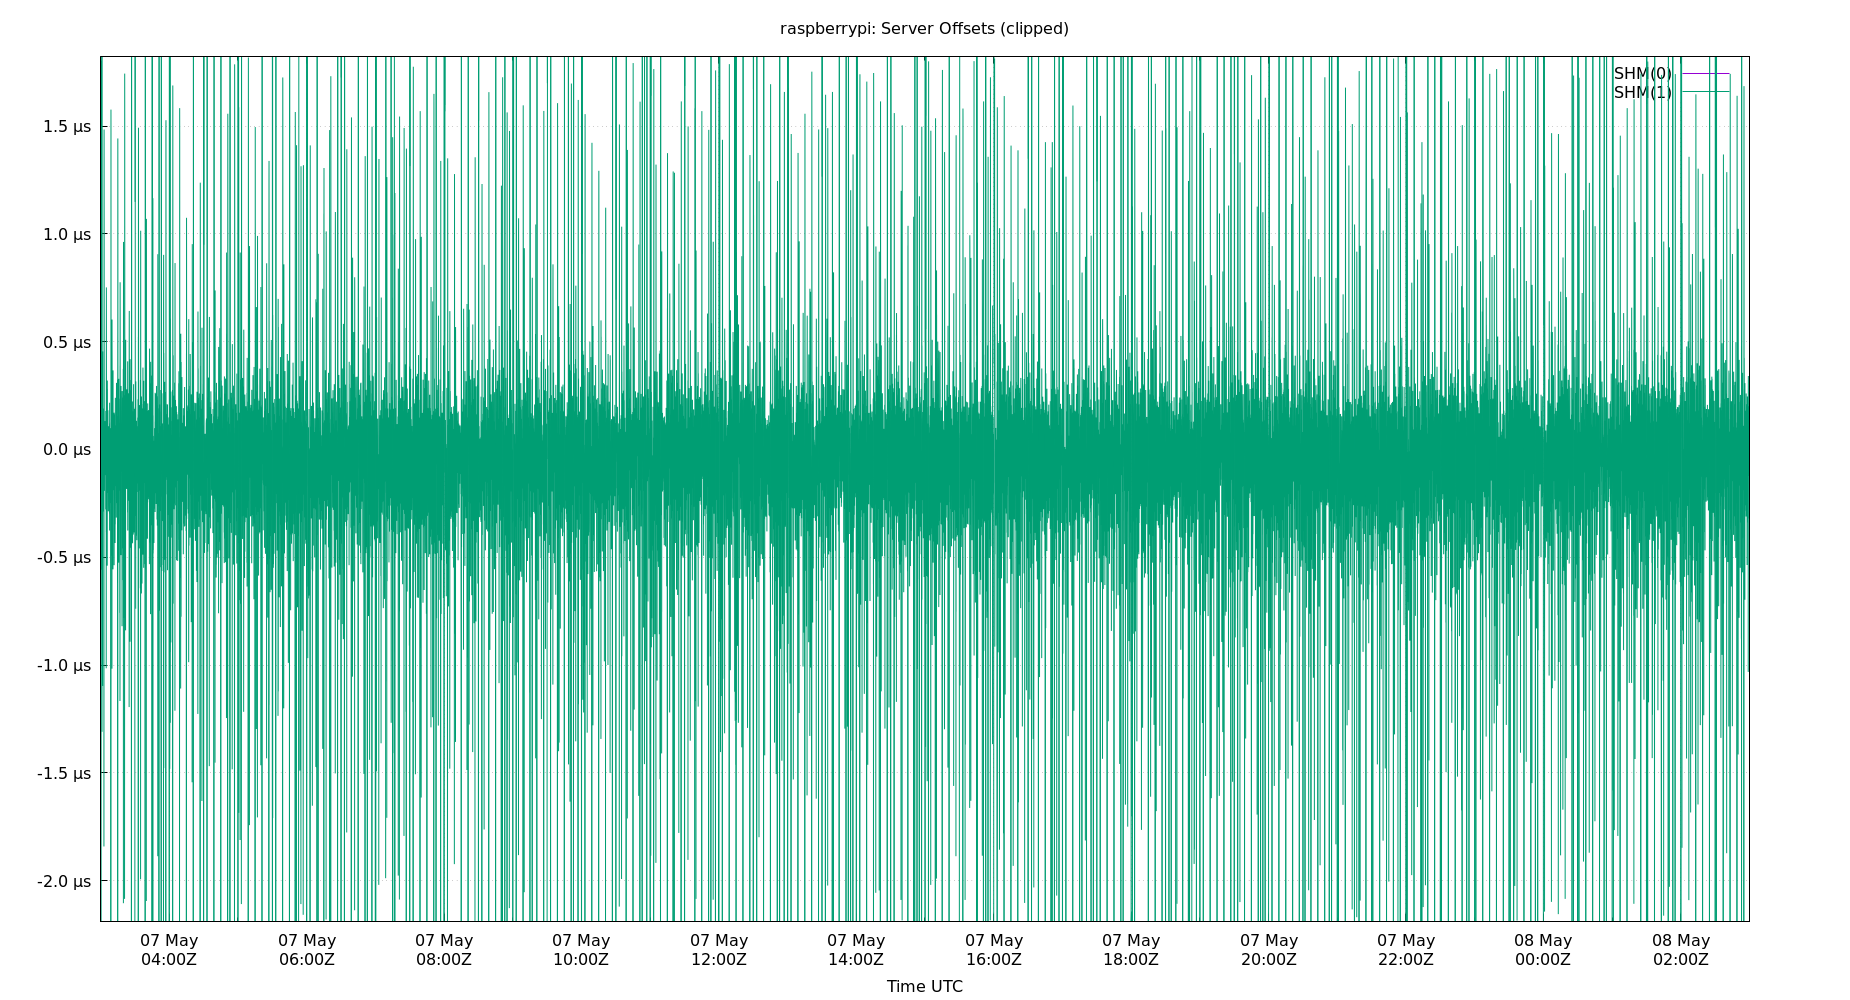 raspberrypi: Server Offsets (clipped)
SHM(0)
SHM(1)
1.5 µs
1.0 µs
0.5 µs
0.0 µs
-0.5 µs
-1.0 µs
-1.5 µs
-2.0 µs
07 May 07 May 07 May 07 May 07 May 07 May 07 May 07 May 07 May 07 May 08 May 08 May
04:00Z 06:00Z 08:00Z 10:00Z 12:00Z 14:00Z 16:00Z 18:00Z 20:00Z 22:00Z 00:00Z 02:00Z
Time UTC